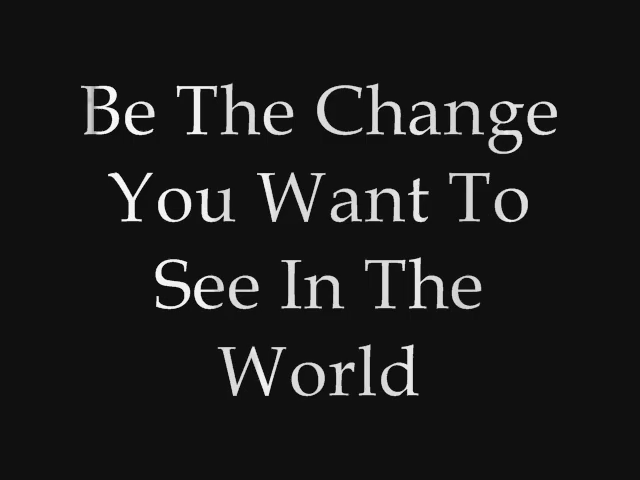 Be The Change
You Want To
See In The
World